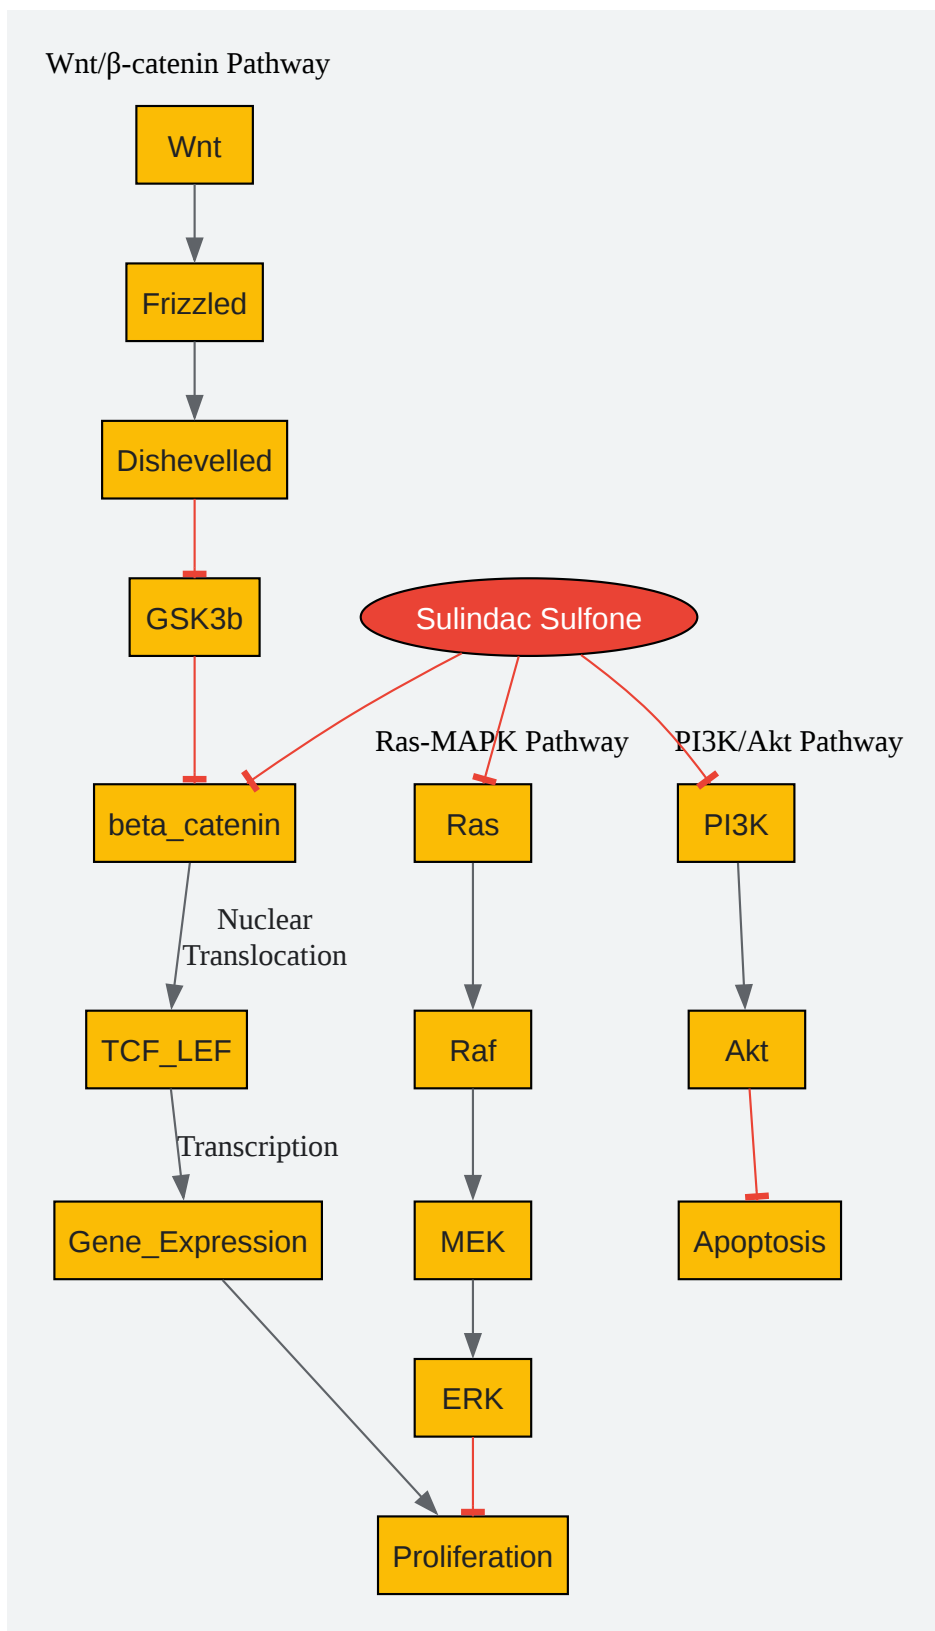 Wnt/β-catenin Pathway
Wnt
Frizzled
Dishevelled
GSK3b
Sulindac Sulfone
Ras-MAPK Pathway
PI3K/Akt Pathway
beta_catenin
Ras
PI3K
Nuclear
Translocation
TCF_LEF
Raf
Akt
Transcription
Gene_Expression
MEK
Apoptosis
ERK
Proliferation